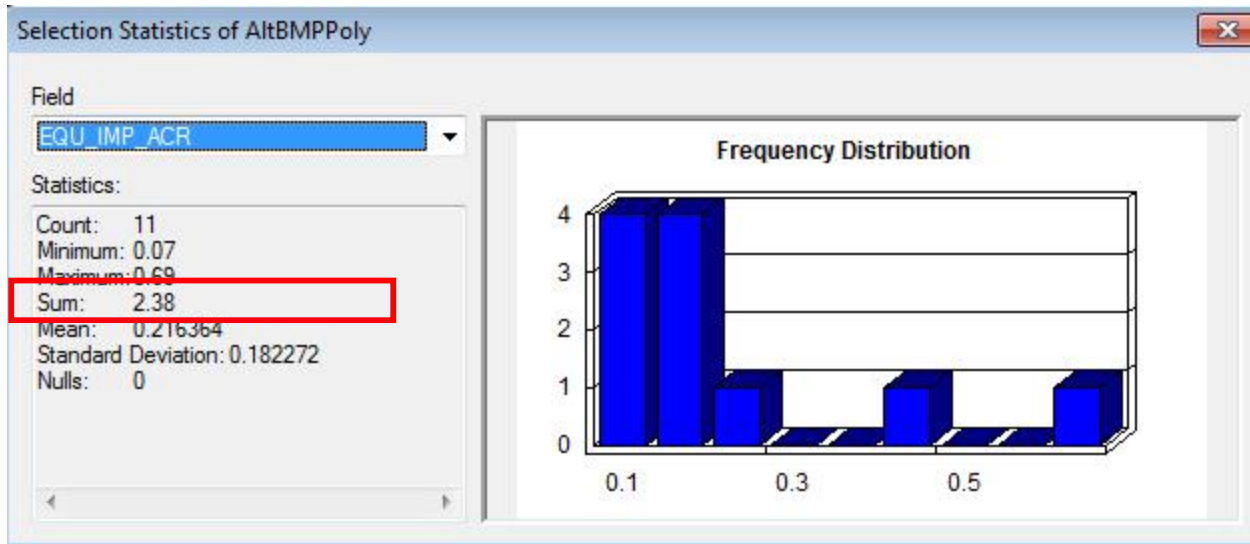 Selection Statistics of AltBMPPoly
Field
EQU_IMP_ACR
Statistics:
Count: 11
Minimum: 0.07
Maximum: 0.69
Sum: 2.38
Mean: 0.216364
Standard Deviation: 0.182272
Nulls: 0
Frequency Distribution
4
3
2
1
0
0.1 0.3 0.5